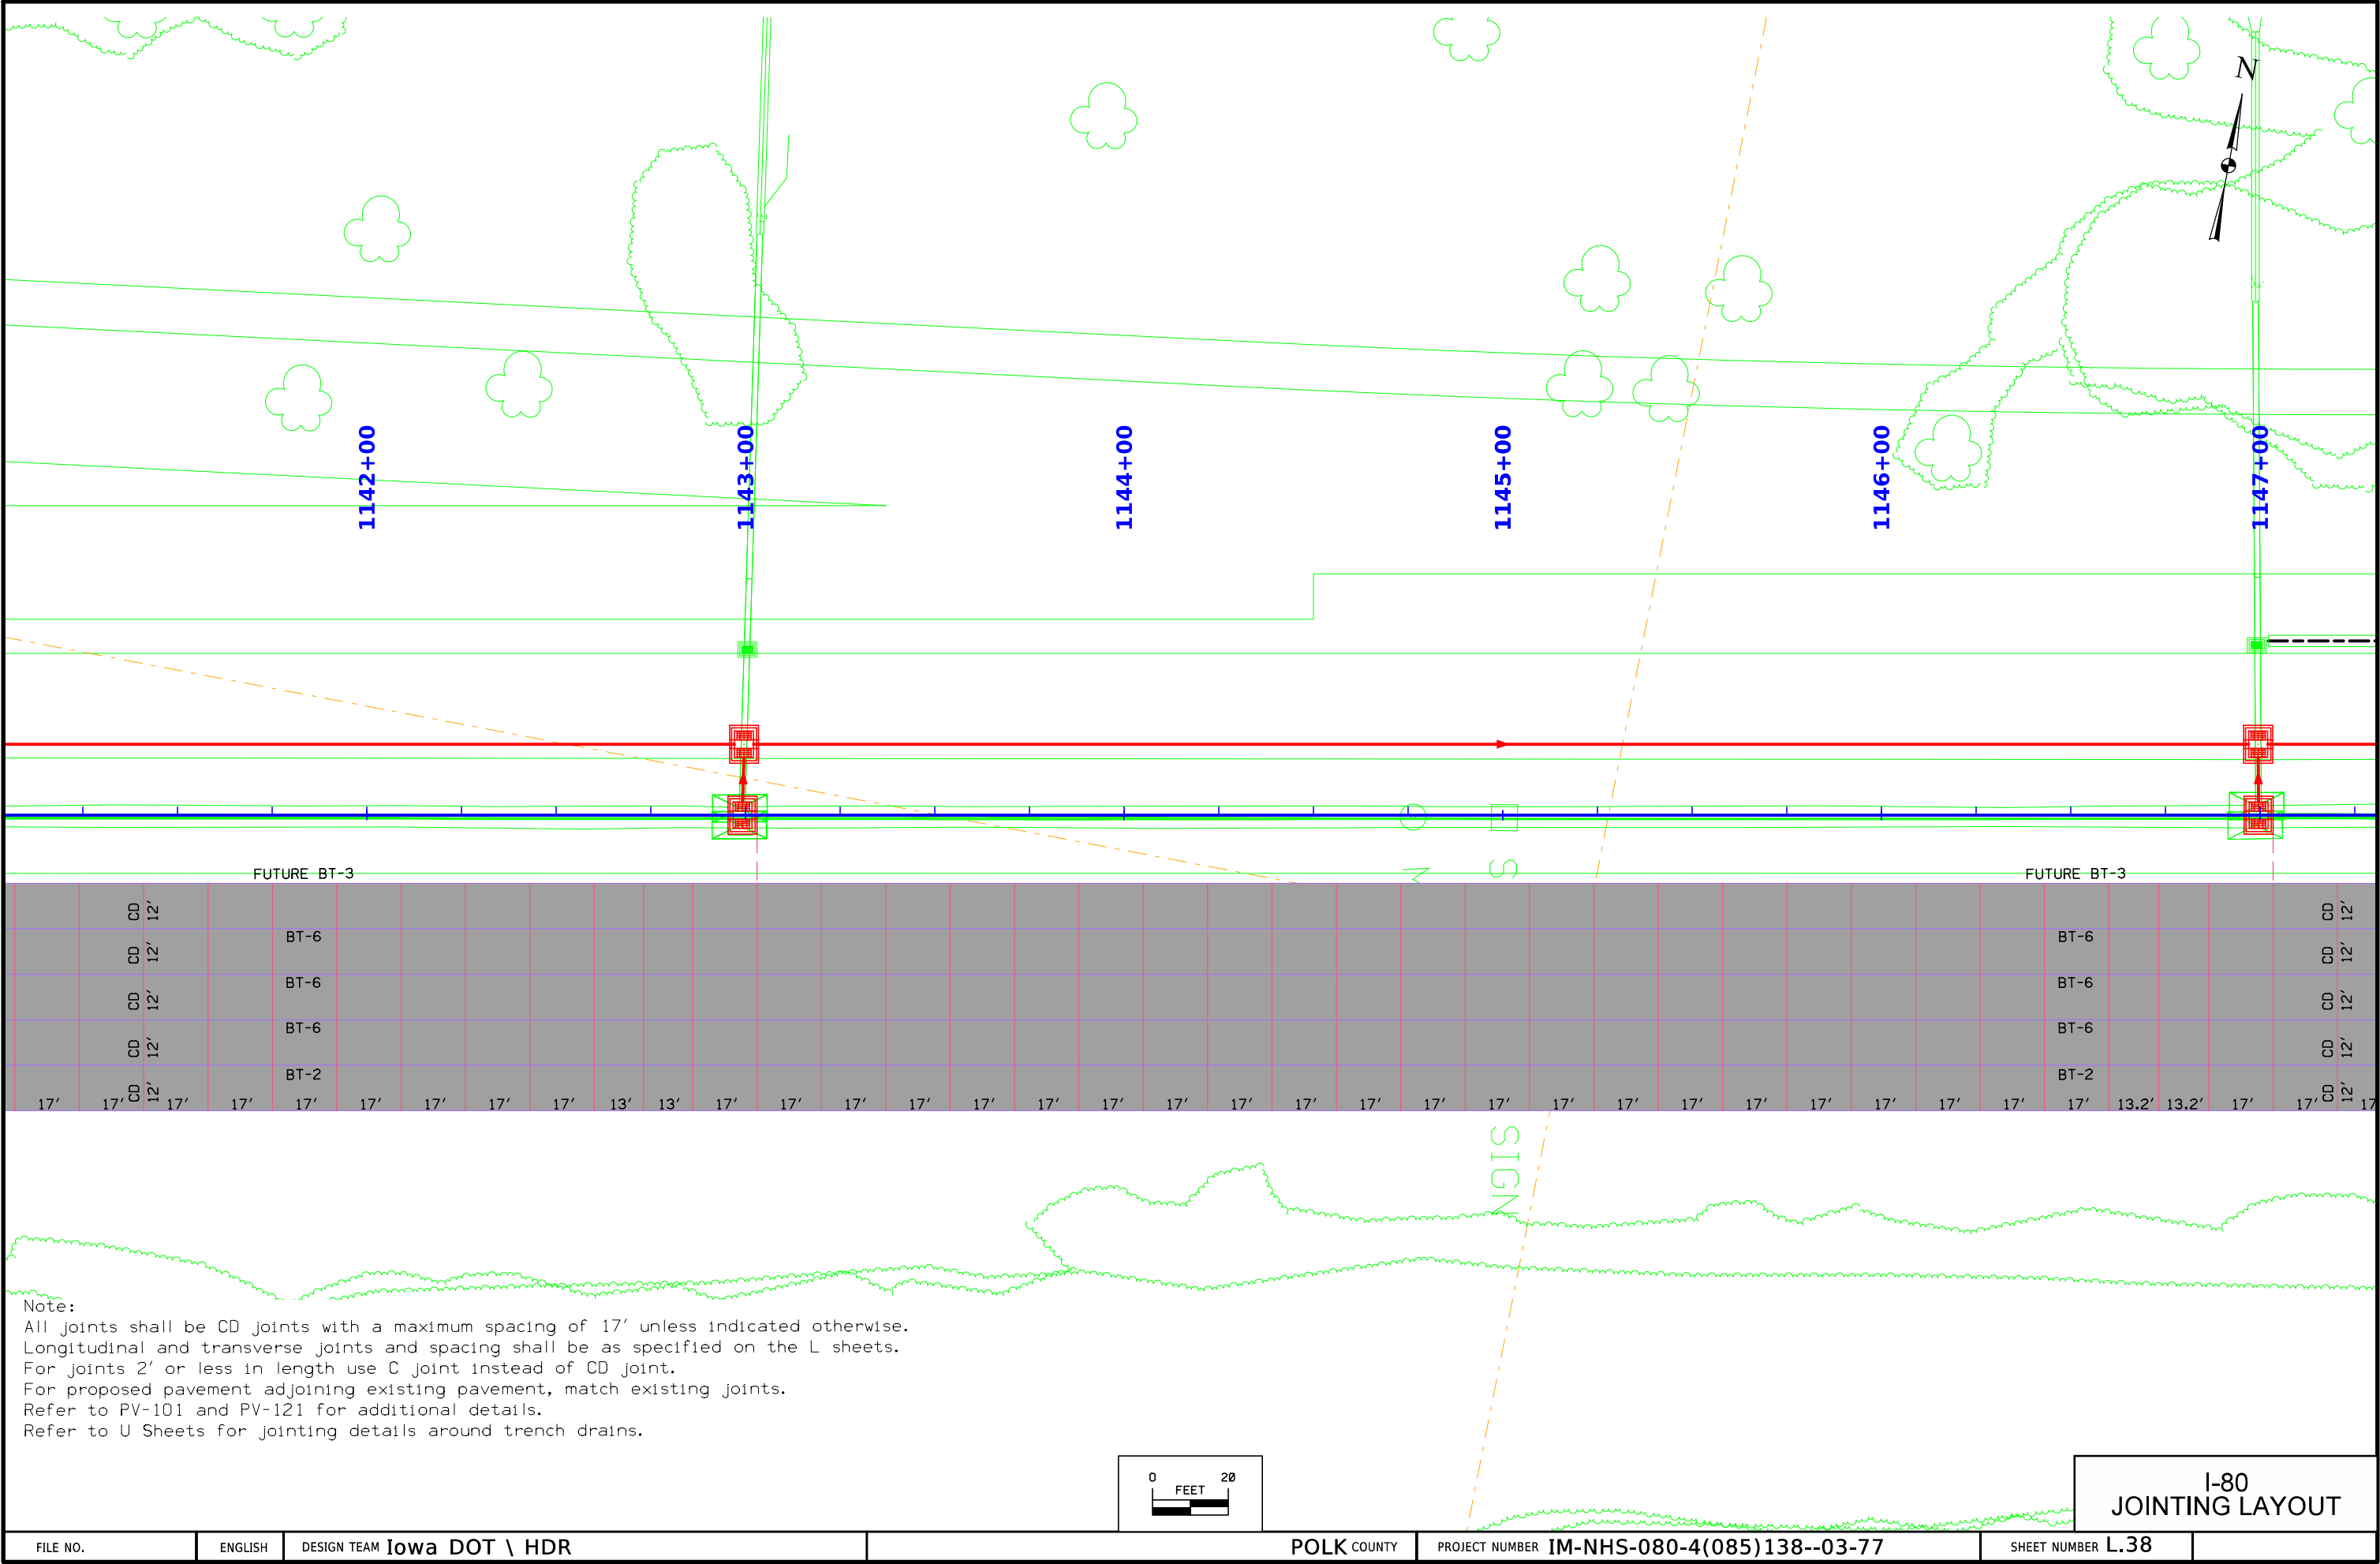 N
1142+00
1143+00
1144+00
1145+00
1146+00
1147+00
S
FUTURE BT-3 FUTURE BT-3
CD 12' CD 12'
BT-6 BT-6
CD 12' CD 12'
BT-6 BT-6
CD 12' CD 12'
BT-6 BT-6
CD 12' CD 12'
BT-2 BT-2
CD 12' CD 12'
17' 17' 17' 17' 17' 17' 17' 17' 17' 13' 13' 17' 17' 17' 17' 17' 17' 17' 17' 17' 17' 17' 17' 17' 17' 17' 17' 17' 17' 17' 17' 17' 17' 13.2' 13.2' 17' 17' 17
SIGN
Note:
All joints shall be CD joints with a maximum spacing of 17' unless indicated otherwise.
Longitudinal and transverse joints and spacing shall be as specified on the L sheets.
For joints 2' or less in length use C joint instead of CD joint.
For proposed pavement adjoining existing pavement, match existing joints.
Refer to PV-101 and PV-121 for additional details.
Refer to U Sheets for jointing details around trench drains.
0 20
FEET
I-80
JOINTING LAYOUT
FILE NO. ENGLISH DESIGN TEAM Iowa DOT \ HDR POLK COUNTY PROJECT NUMBER IM-NHS-080-4(085)138--03-77 SHEET NUMBER L.38